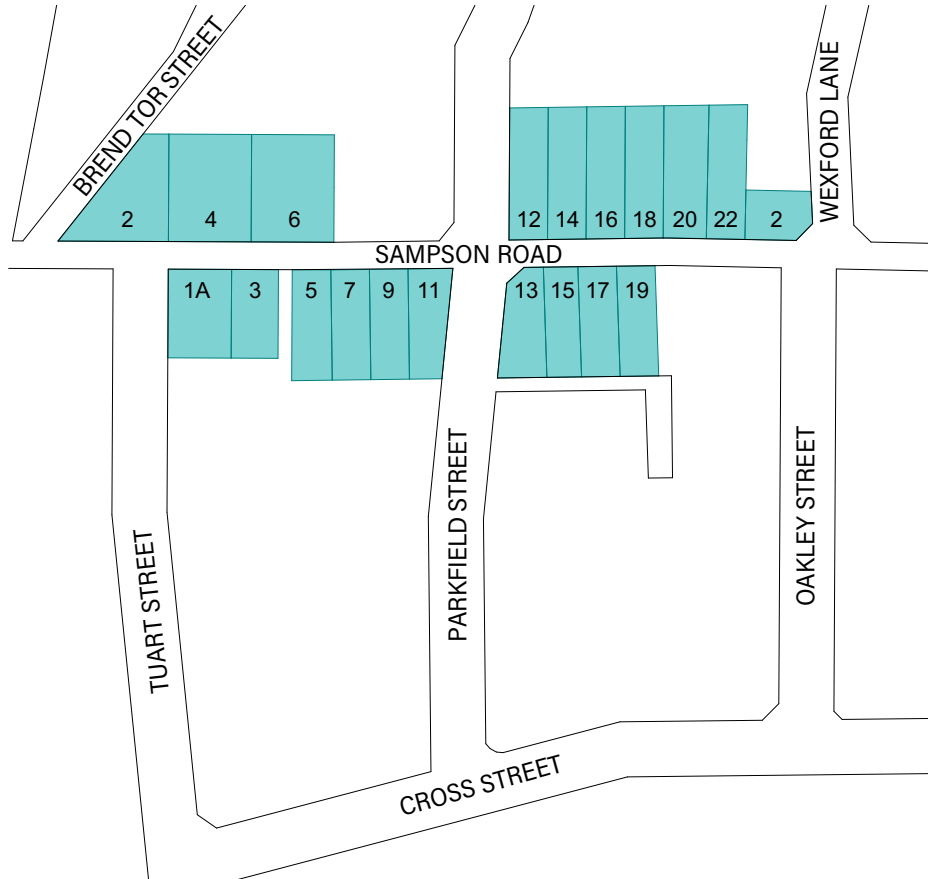 BREND TOR STREET
WEXFORD LANE
2
4
6
12
14
16
18
20
22
2
SAMPSON ROAD
1A
3
5
7
9
11
13
15
17
19
TUART STREET
PARKFIELD STREET
OAKLEY STREET
CROSS STREET